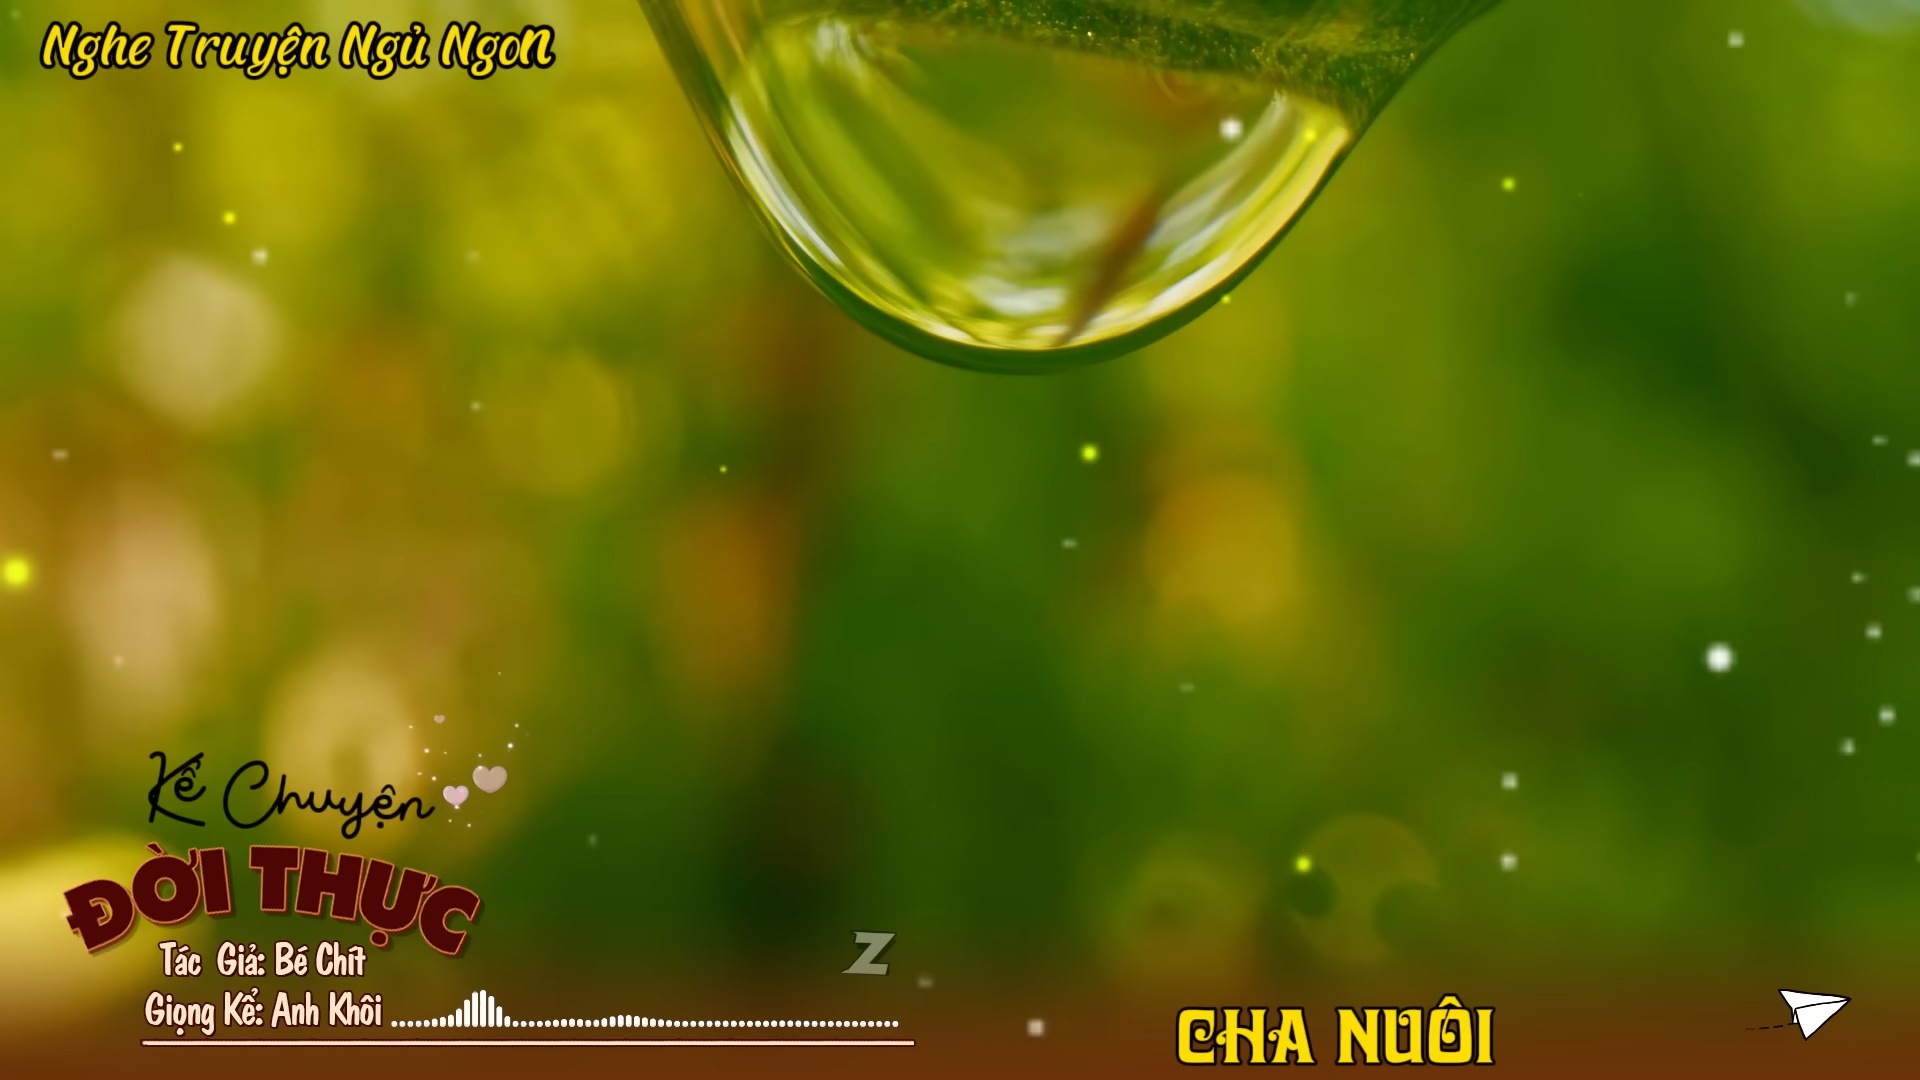 Nghe Truyện Ngủ Ngon
Kể Chuyện
ĐỜI THỰC
Tác Giả: Bé Chít
Giọng Kể: Anh Khôi
Z
CHA NUÔI